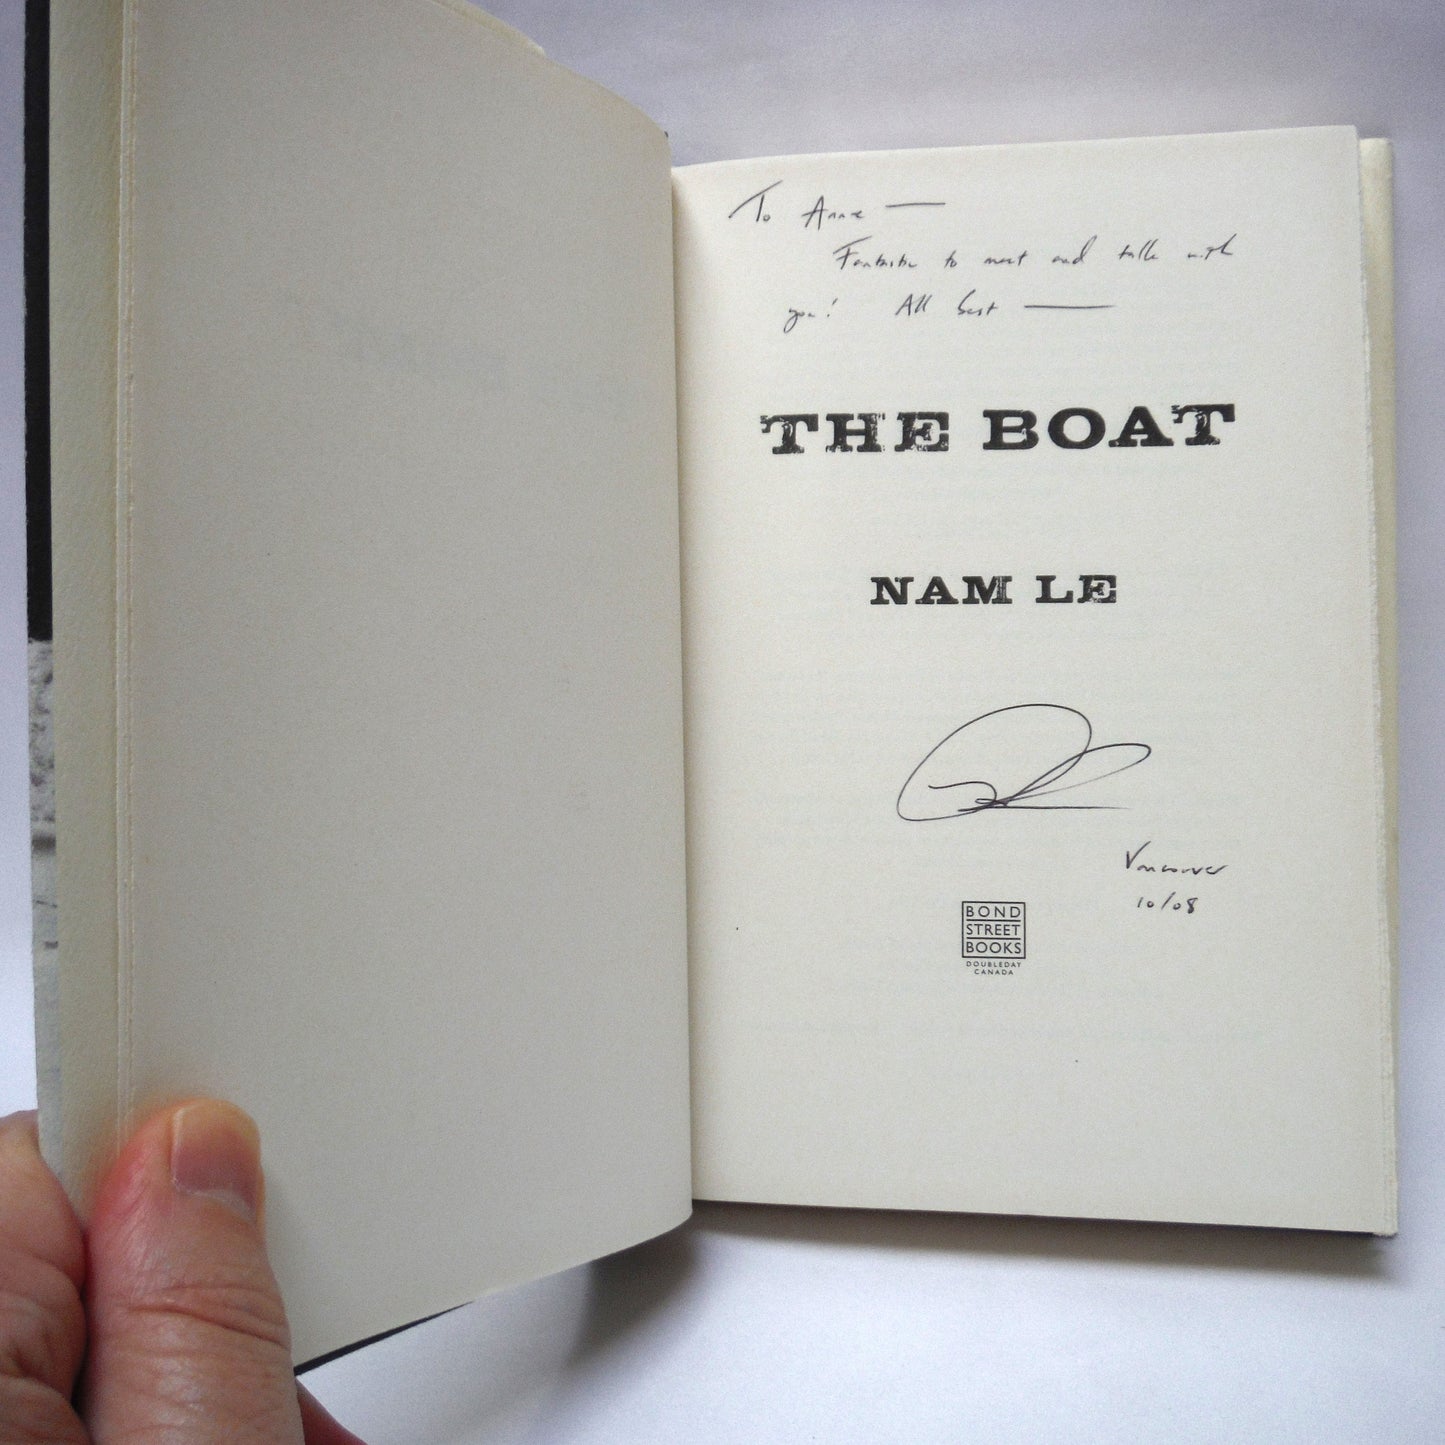 To Anne —
Fantastic to meet and talk with
you! All best —
THE BOAT
NAM LE
Vancouver
10/08
BOND
STREET
BOOKS
DOUBLEDAY
CANADA